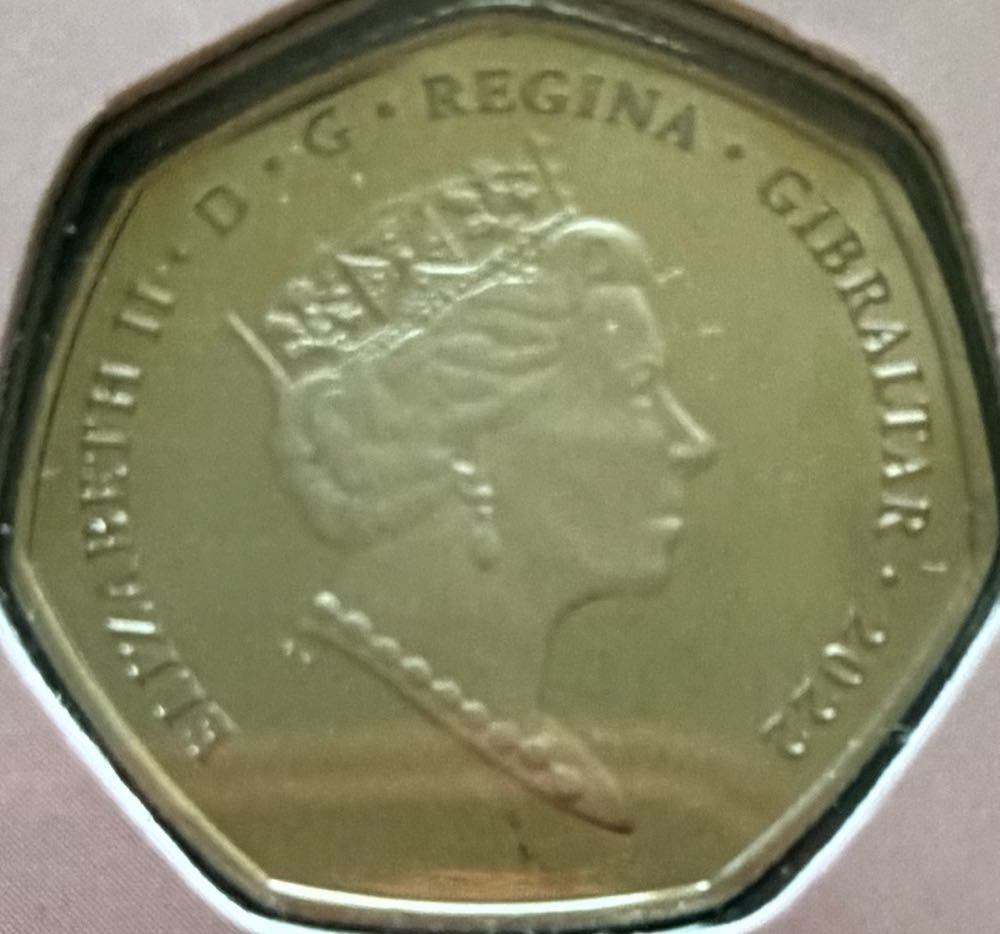 ELIZABETH II · D · G · REGINA · GIBRALTAR · 2022